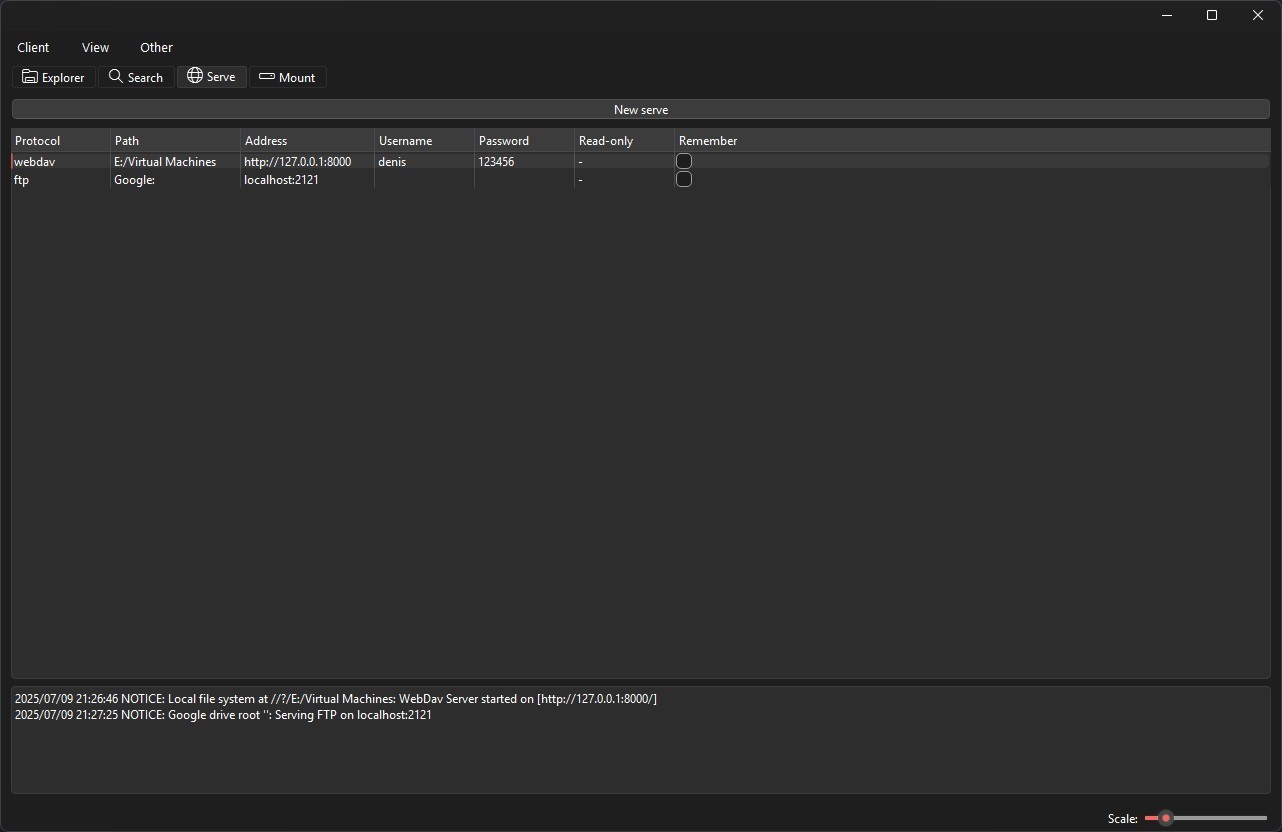 Client View Other
Explorer Search Serve Mount
New serve
Protocol Path Address Username Password Read-only Remember
webdav E:/Virtual Machines http://127.0.0.1:8000 denis 123456 -
ftp Google: localhost:2121 -
2025/07/09 21:26:46 NOTICE: Local file system at //?/E:/Virtual Machines: WebDav Server started on [http://127.0.0.1:8000/]
2025/07/09 21:27:25 NOTICE: Google drive root '': Serving FTP on localhost:2121
Scale: